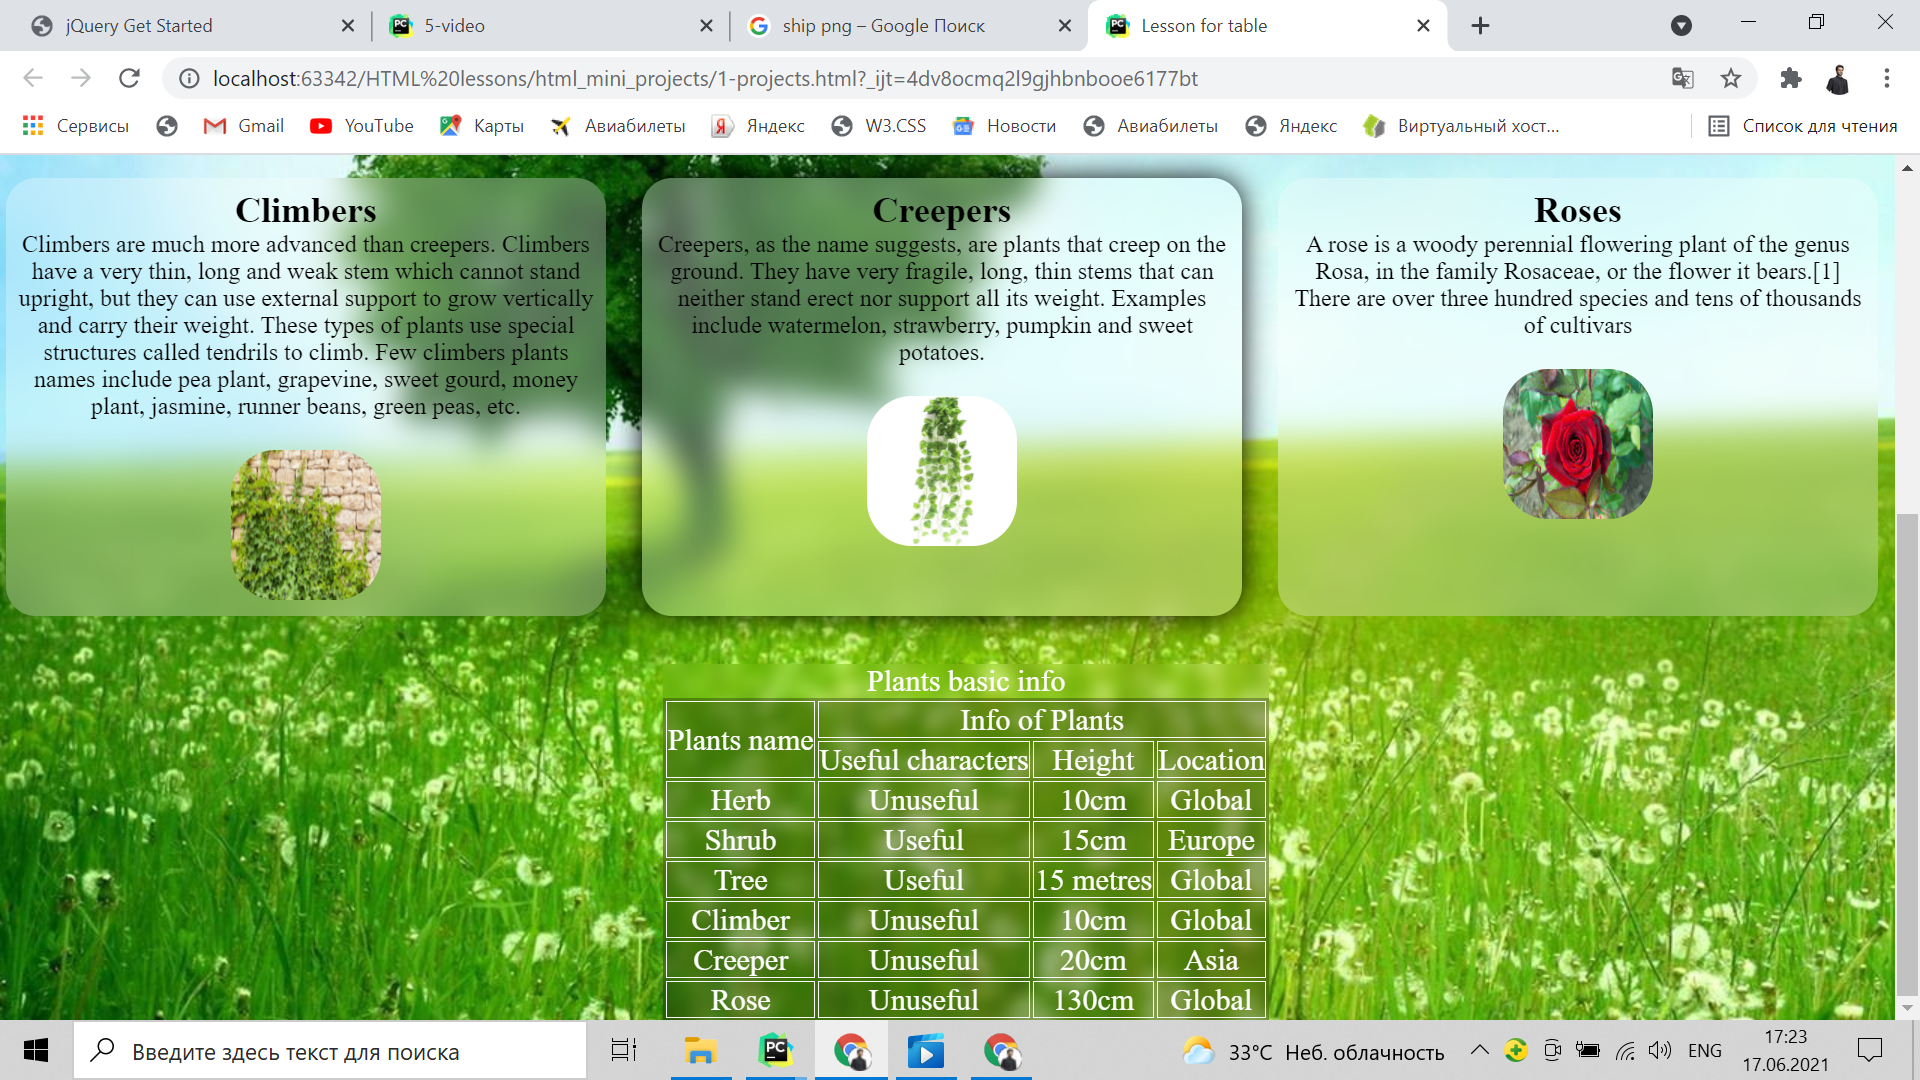 jQuery Get Started
5-video
ship png – Google Поиск
Lesson for table
localhost:63342/HTML%20lessons/html_mini_projects/1-projects.html?_ijt=4dv8ocmq2l9gjhbnbooe6177bt
Сервисы Gmail YouTube Карты Авиабилеты Яндекс W3.CSS Новости Авиабилеты Яндекс Виртуальный хост... Список для чтения
Climbers
Climbers are much more advanced than creepers. Climbers
have a very thin, long and weak stem which cannot stand
upright, but they can use external support to grow vertically
and carry their weight. These types of plants use special
structures called tendrils to climb. Few climbers plants
names include pea plant, grapevine, sweet gourd, money
plant, jasmine, runner beans, green peas, etc.
Creepers
Creepers, as the name suggests, are plants that creep on the
ground. They have very fragile, long, thin stems that can
neither stand erect nor support all its weight. Examples
include watermelon, strawberry, pumpkin and sweet
potatoes.
Roses
A rose is a woody perennial flowering plant of the genus
Rosa, in the family Rosaceae, or the flower it bears.[1]
There are over three hundred species and tens of thousands
of cultivars
Plants basic info
Plants name Info of Plants
Useful characters Height Location
Herb Unuseful 10cm Global
Shrub Useful 15cm Europe
Tree Useful 15 metres Global
Climber Unuseful 10cm Global
Creeper Unuseful 20cm Asia
Rose Unuseful 130cm Global
Введите здесь текст для поиска
33°C Неб. облачность
ENG
17:23
17.06.2021